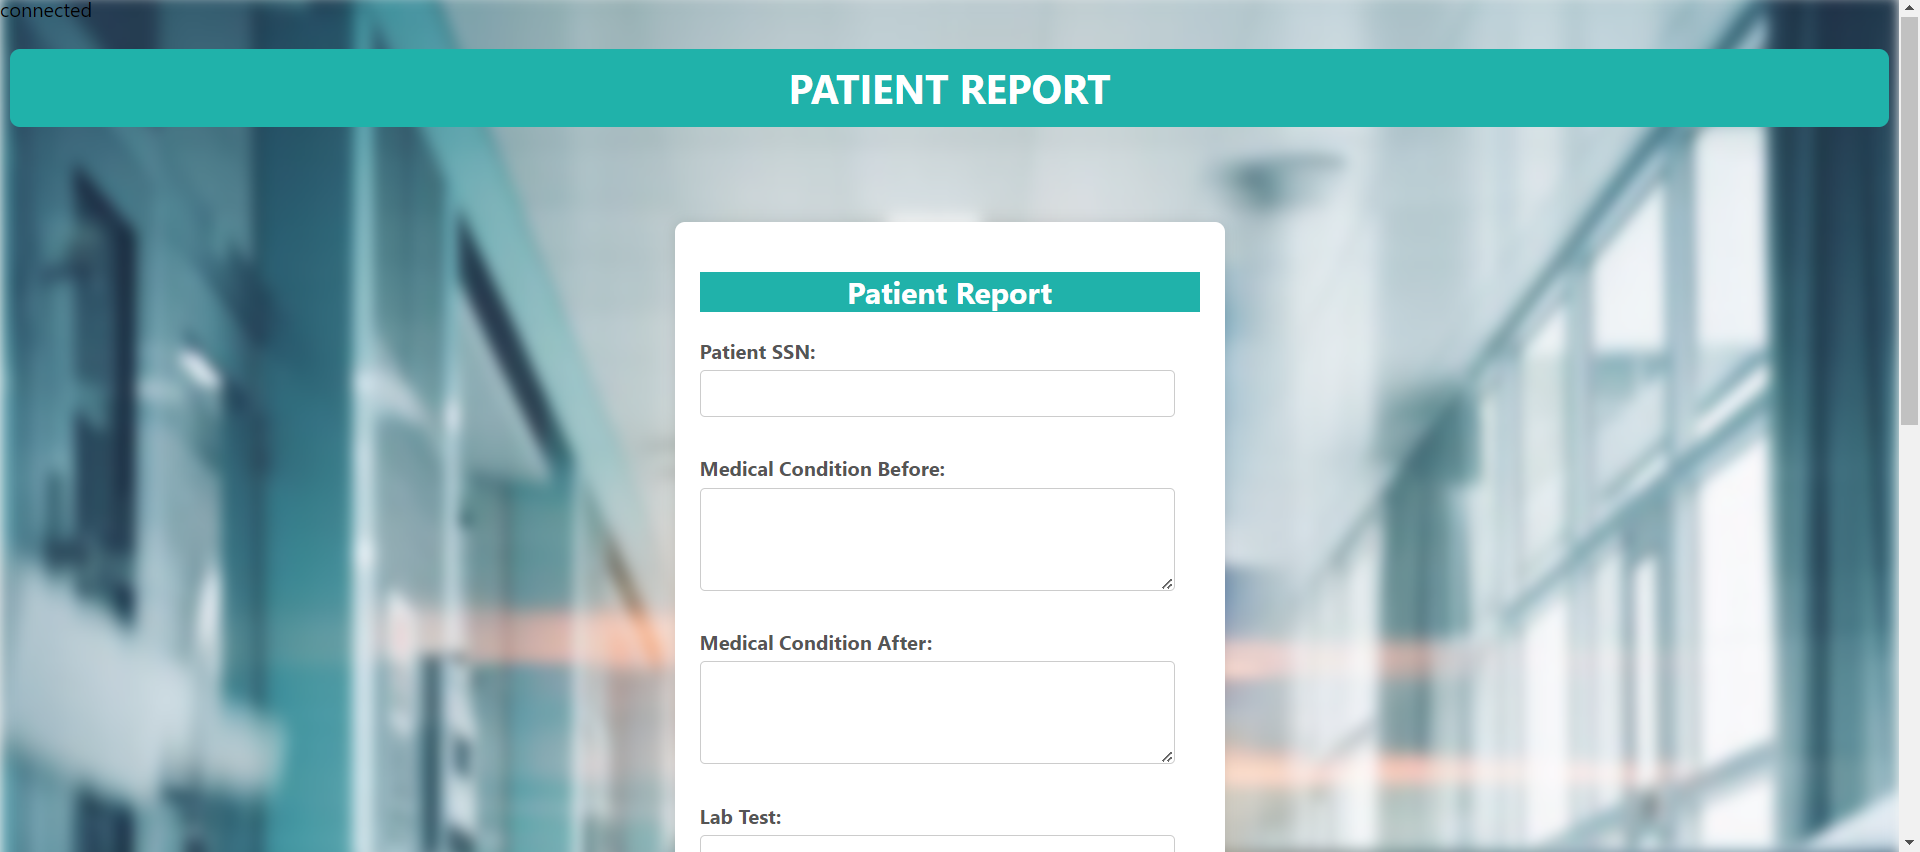 connected
PATIENT REPORT
Patient Report
Patient SSN:
Medical Condition Before:
Medical Condition After:
Lab Test: